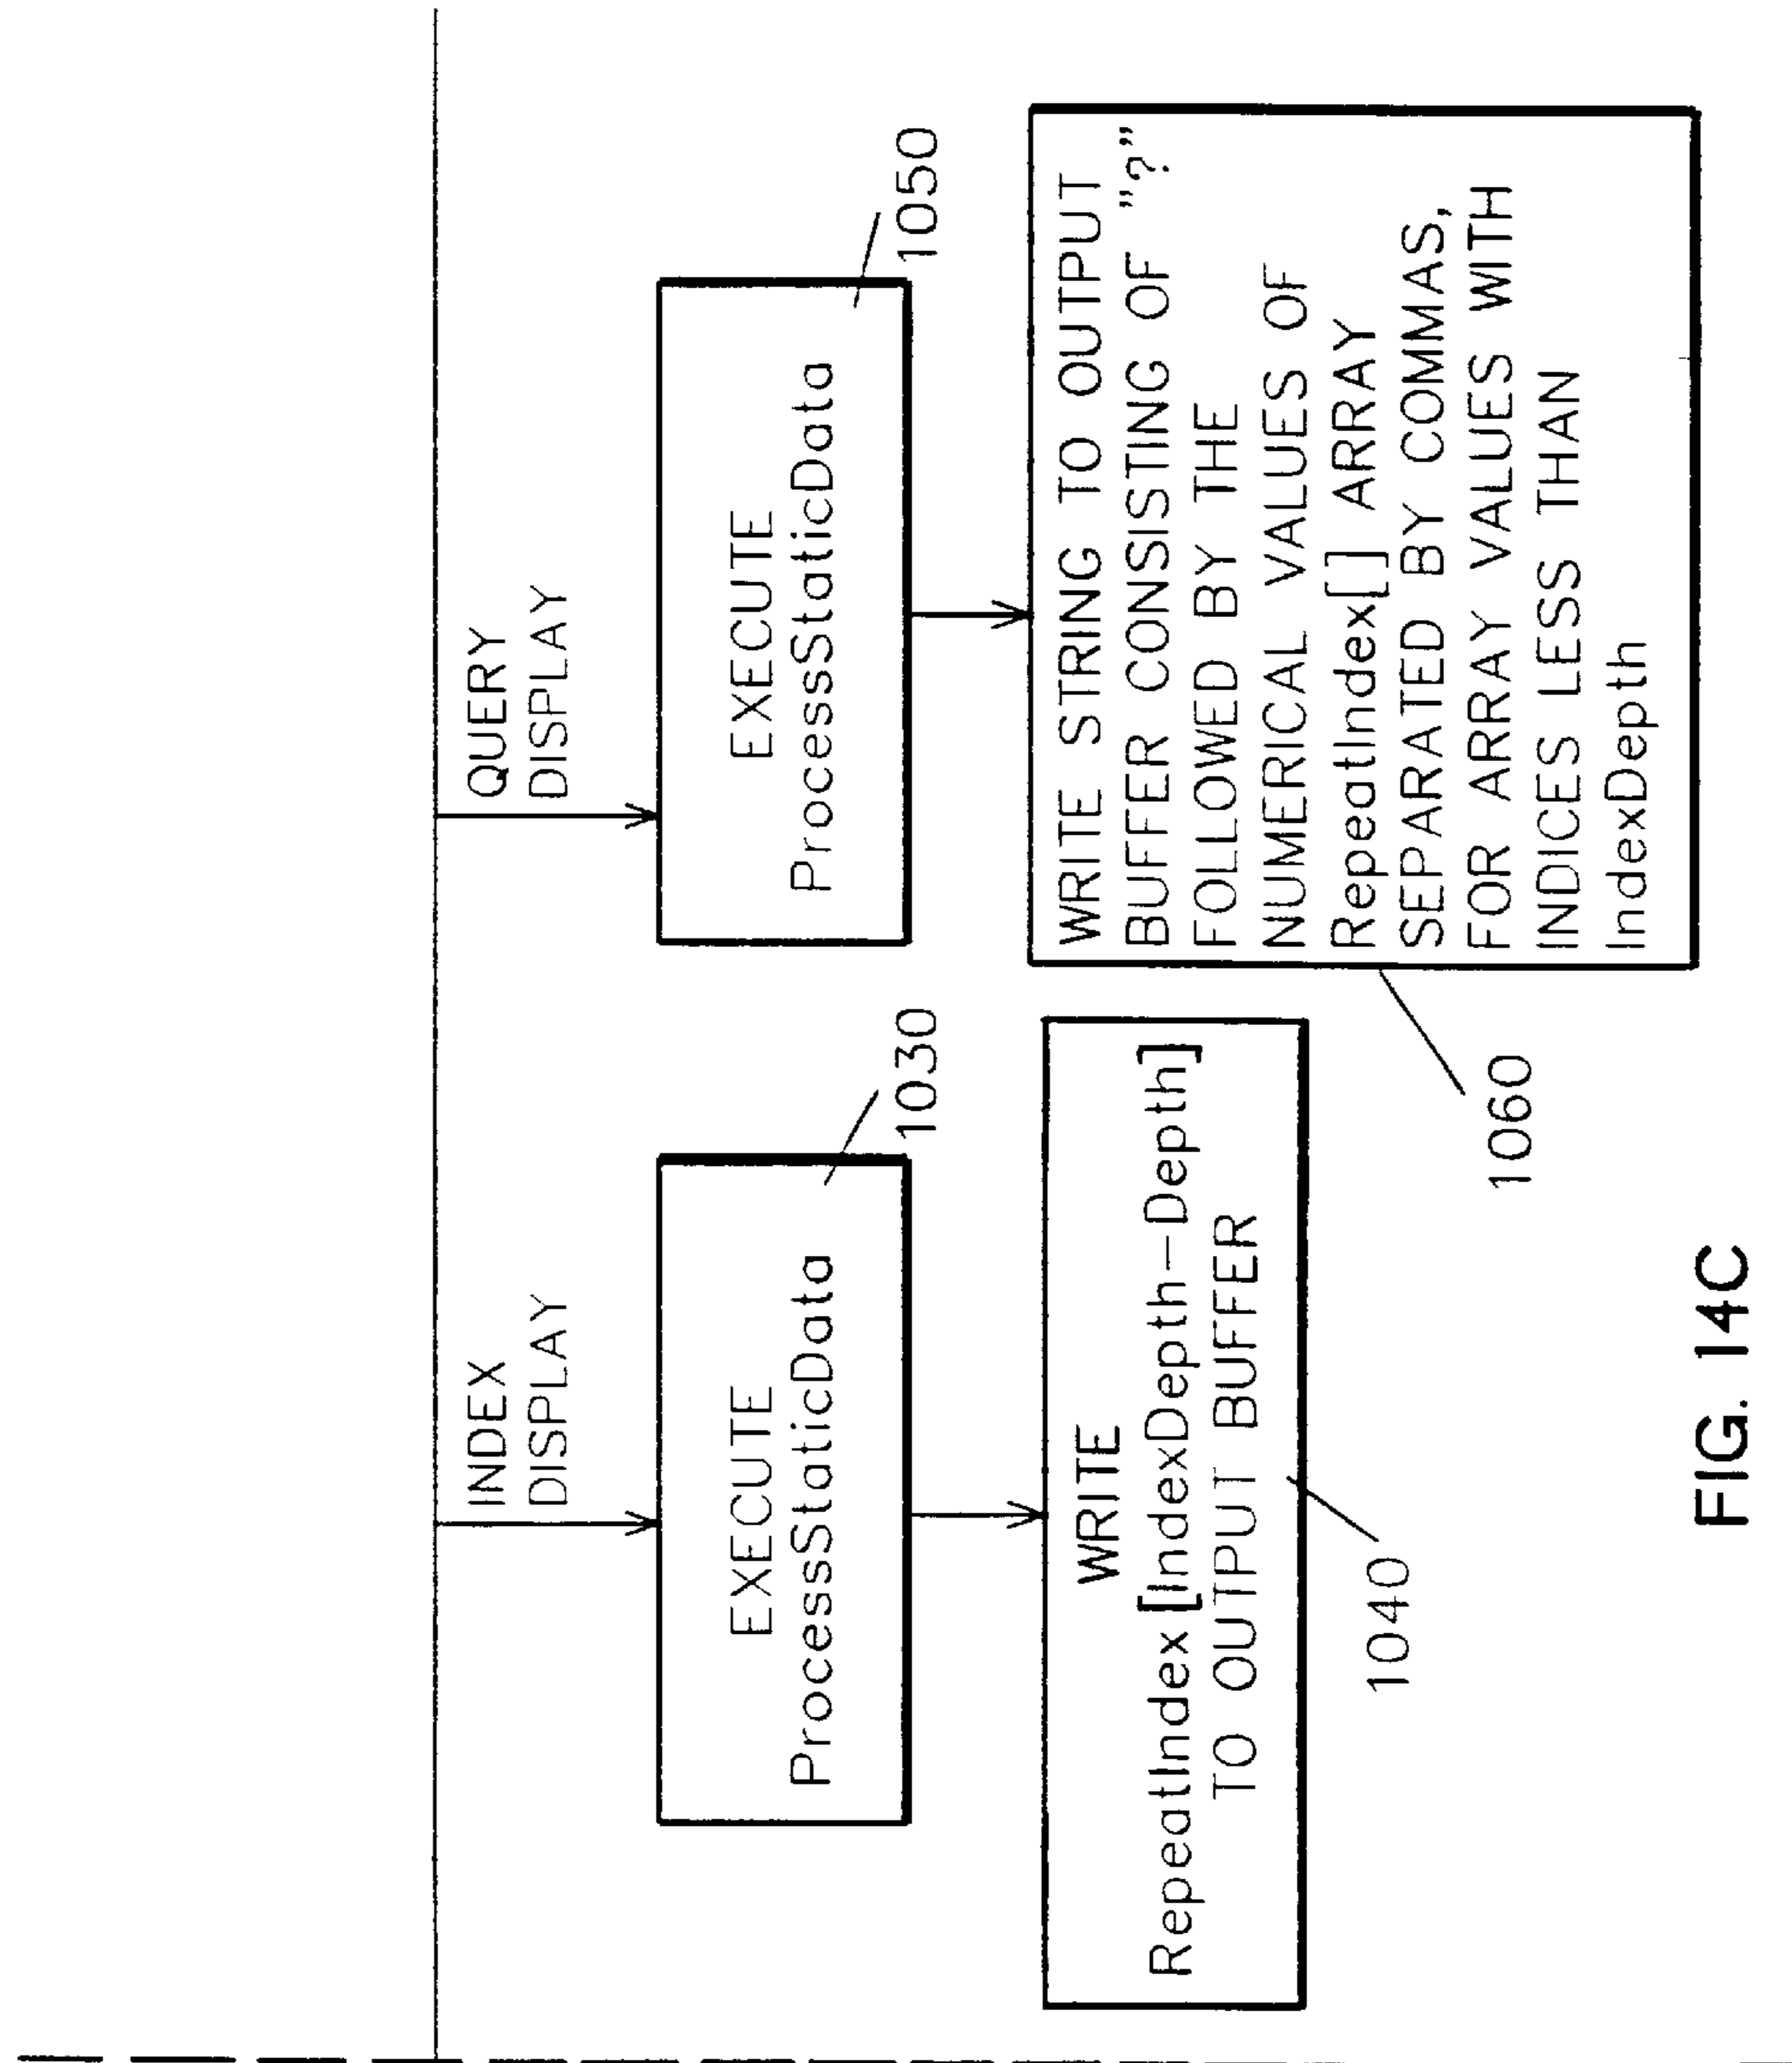 INDEX
DISPLAY
EXECUTE
ProcessStaticData
1030
WRITE
RepeatIndex[IndexDepth–Depth]
TO OUTPUT BUFFER
1040
QUERY
DISPLAY
EXECUTE
ProcessStaticData
1050
WRITE STRING TO OUTPUT
BUFFER CONSISTING OF "?"
FOLLOWED BY THE
NUMERICAL VALUES OF
RepeatIndex[] ARRAY
SEPARATED BY COMMAS,
FOR ARRAY VALUES WITH
INDICES LESS THAN
IndexDepth
1060
FIG. 14C